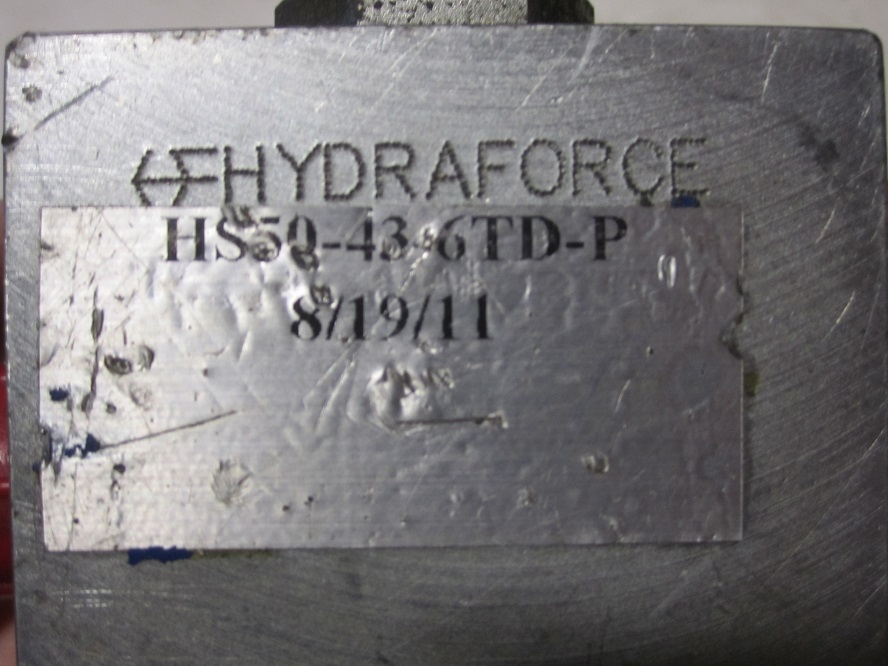 HYDRAFORCE
HS50-43-6TD-P
8/19/11